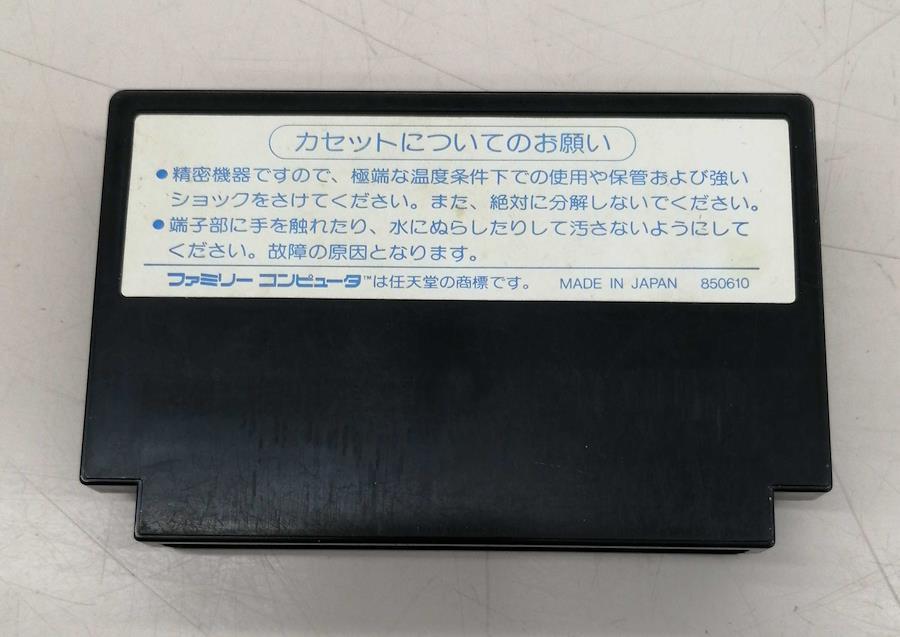 カセットについてのお願い
●精密機器ですので、極端な温度条件下での使用や保管および強い
ショックをさけてください。また、絶対に分解しないでください。
●端子部に手を触れたり、水にぬらしたりして汚さないようにして
ください。故障の原因となります。
ファミリー コンピュータ™は任天堂の商標です。 MADE IN JAPAN 850610